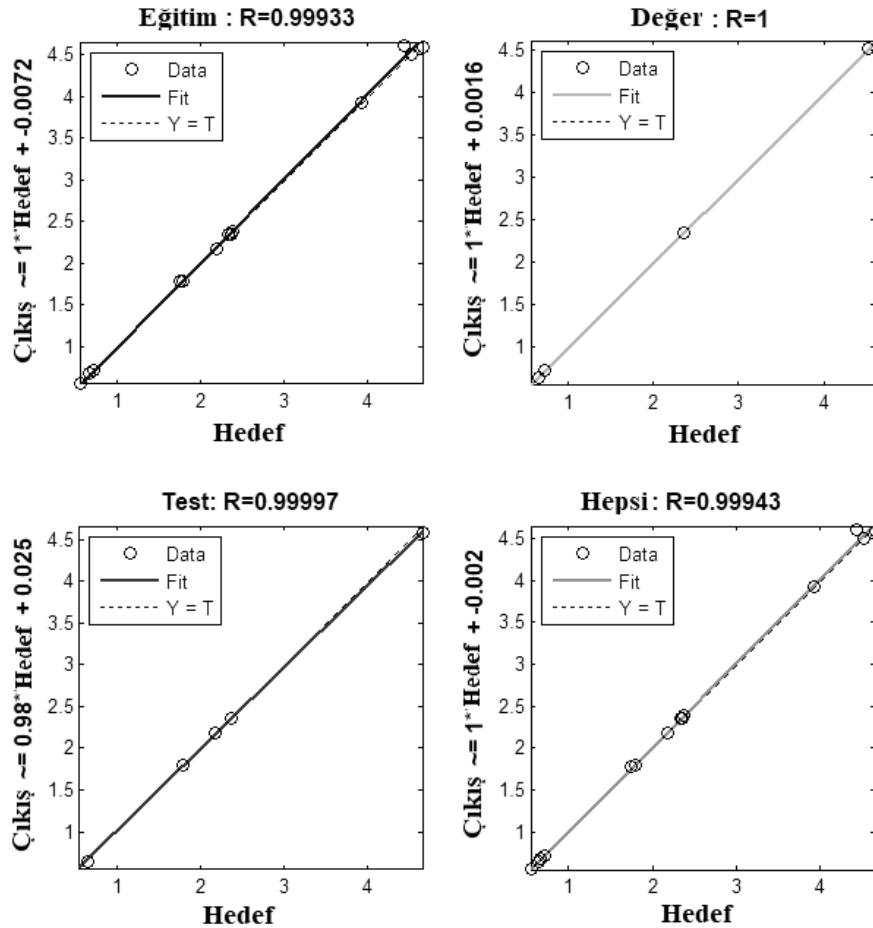 Eğitim : R=0.99933
Çıkış ~= 1*Hedef + -0.0072
4.5
4
3.5
3
2.5
2
1.5
1
Data
Fit
Y = T
1 2 3 4
Hedef
Değer : R=1
Çıkış ~= 1*Hedef + 0.0016
4.5
4
3.5
3
2.5
2
1.5
1
Data
Fit
Y = T
1 2 3 4
Hedef
Test: R=0.99997
Çıkış ~= 0.98*Hedef + 0.025
4.5
4
3.5
3
2.5
2
1.5
1
Data
Fit
Y = T
1 2 3 4
Hedef
Hepsi : R=0.99943
Çıkış ~= 1*Hedef + -0.002
4.5
4
3.5
3
2.5
2
1.5
1
Data
Fit
Y = T
1 2 3 4
Hedef